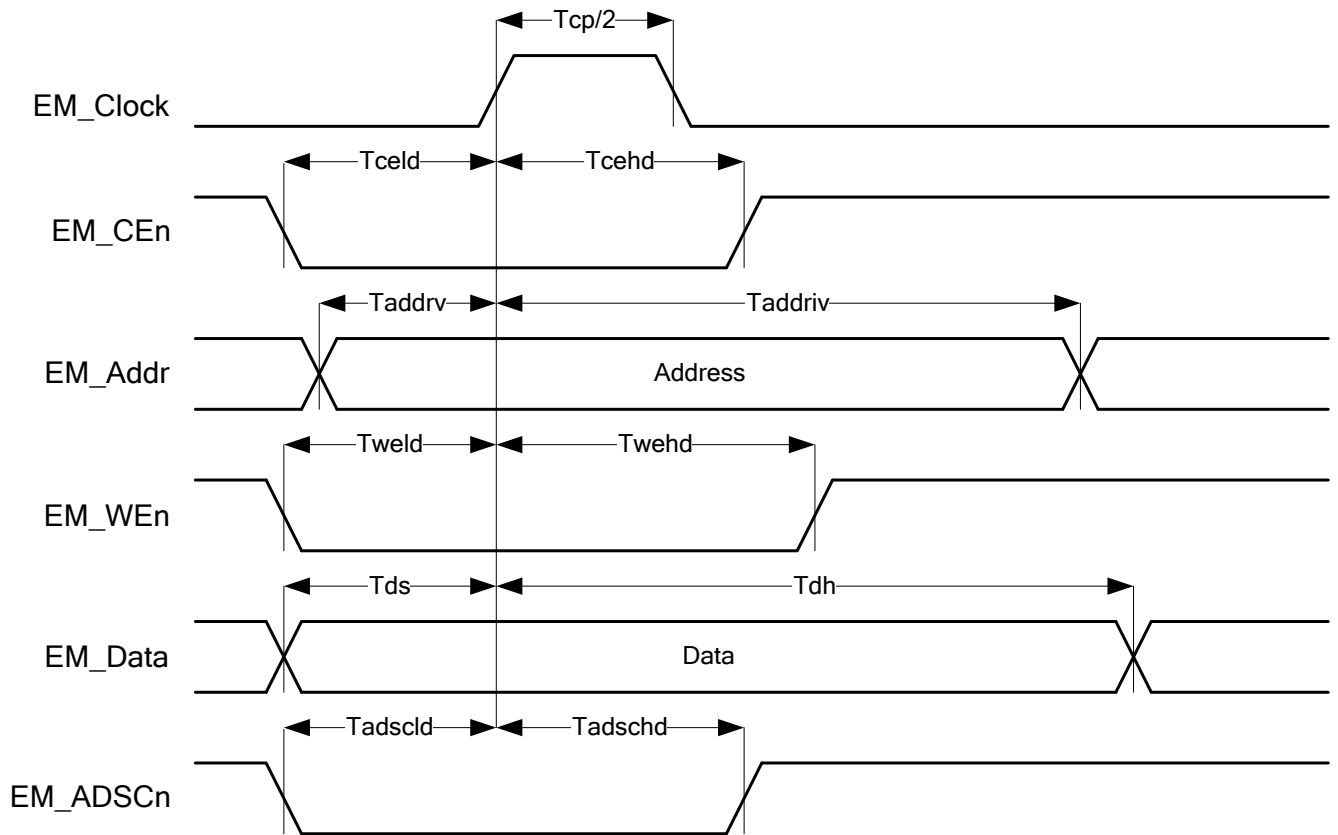 Tcp/2
EM_Clock
Tceld Tcehd
EM_CEn
Taddrv Taddriv
EM_Addr Address
Tweld Twehd
EM_WEn
Tds Tdh
EM_Data Data
Tadscld Tadschd
EM_ADSCn